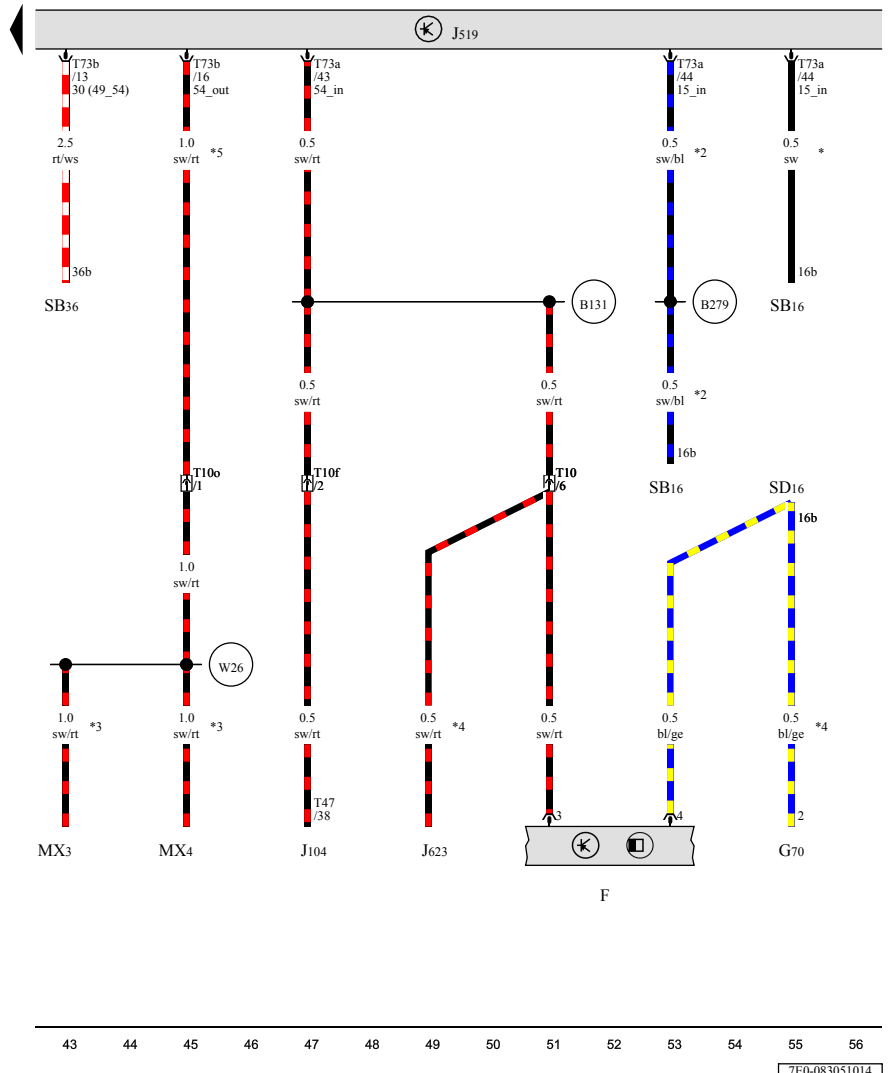 J519
T73b
/13
30 (49_54)
T73b
/16
54_out
T73a
/43
54_in
T73a
/44
15_in
T73a
/44
15_in
2.5
rt/ws
1.0
sw/rt
*5
0.5
sw/rt
0.5
sw/bl
*2
0.5
sw
*
36b
16b
SB36
B131
B279
SB16
0.5
sw/rt
0.5
sw/rt
0.5
sw/bl
*2
16b
T10o
/1
T10f
/2
T10
/6
SB16
SD16
16b
1.0
sw/rt
W26
1.0
sw/rt
*3
1.0
sw/rt
*3
0.5
sw/rt
0.5
sw/rt
*4
0.5
sw/rt
0.5
bl/ge
0.5
bl/ge
*4
T47
/38
3
4
2
MX3
MX4
J104
J623
G70
F
43 44 45 46 47 48 49 50 51 52 53 54 55 56
7E0-083051014